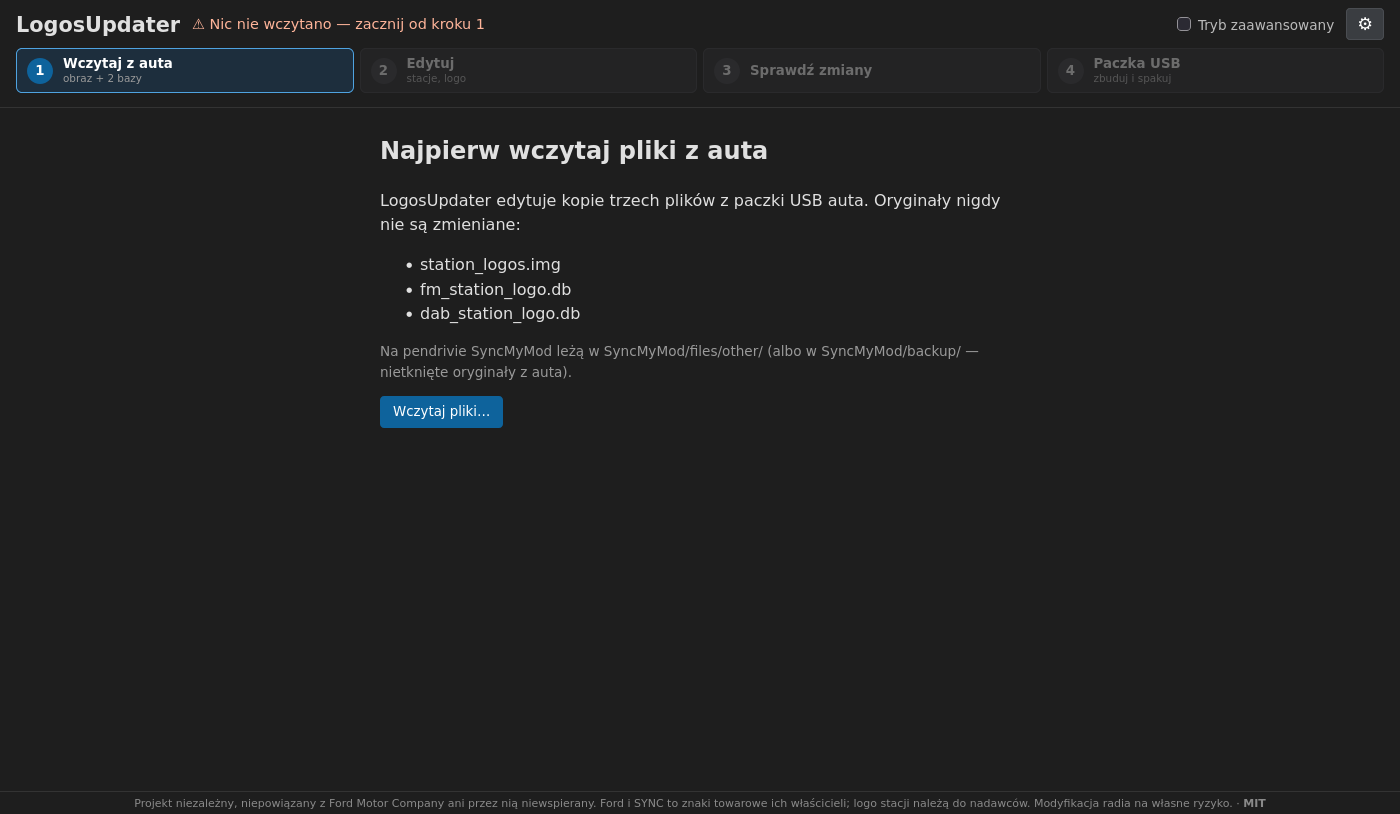 LogosUpdater
⚠ Nic nie wczytano — zacznij od kroku 1
Tryb zaawansowany
⚙
1
Wczytaj z auta
obraz + 2 bazy
2
Edytuj
stacje, logo
3
Sprawdź zmiany
4
Paczka USB
zbuduj i spakuj
Najpierw wczytaj pliki z auta
LogosUpdater edytuje kopie trzech plików z paczki USB auta. Oryginały nigdy
nie są zmieniane:
• station_logos.img
• fm_station_logo.db
• dab_station_logo.db
Na pendrivie SyncMyMod leżą w SyncMyMod/files/other/ (albo w SyncMyMod/backup/ —
nietknięte oryginały z auta).
Wczytaj pliki…
Projekt niezależny, niepowiązany z Ford Motor Company ani przez nią niewspierany. Ford i SYNC to znaki towarowe ich właścicieli; logo stacji należą do nadawców. Modyfikacja radia na własne ryzyko. · MIT